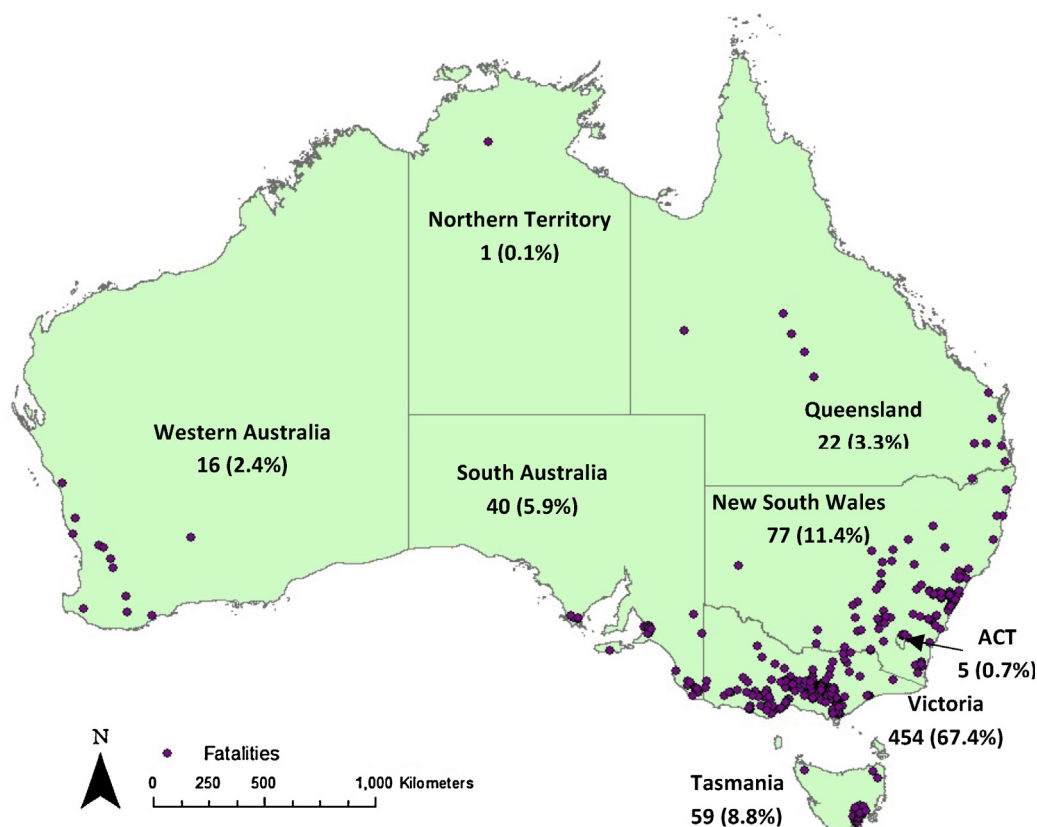 Northern Territory
1 (0.1%)
Queensland
22 (3.3%)
Western Australia
16 (2.4%)
South Australia
40 (5.9%)
New South Wales
77 (11.4%)
ACT
5 (0.7%)
Victoria
454 (67.4%)
Tasmania
59 (8.8%)
N
Fatalities
0 250 500 1,000 Kilometers